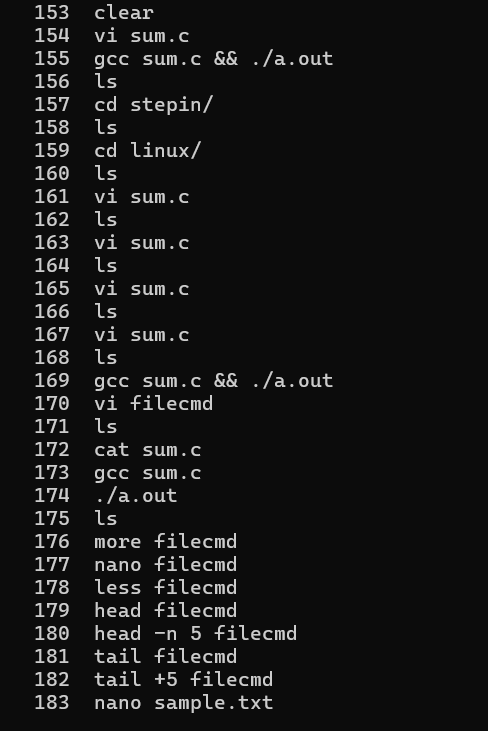 153 clear
154 vi sum.c
155 gcc sum.c && ./a.out
156 ls
157 cd stepin/
158 ls
159 cd linux/
160 ls
161 vi sum.c
162 ls
163 vi sum.c
164 ls
165 vi sum.c
166 ls
167 vi sum.c
168 ls
169 gcc sum.c && ./a.out
170 vi filecmd
171 ls
172 cat sum.c
173 gcc sum.c
174 ./a.out
175 ls
176 more filecmd
177 nano filecmd
178 less filecmd
179 head filecmd
180 head -n 5 filecmd
181 tail filecmd
182 tail +5 filecmd
183 nano sample.txt